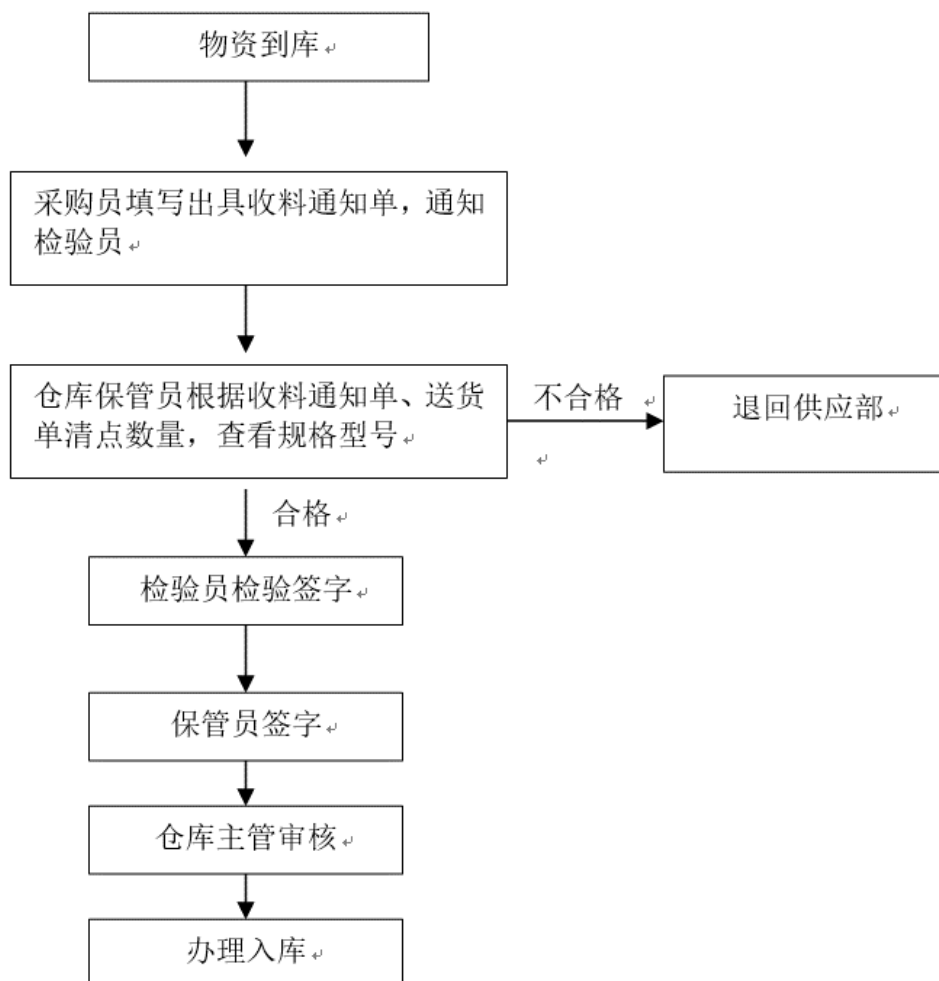 物资到库
采购员填写出具收料通知单，通知
检验员
仓库保管员根据收料通知单、送货
单清点数量，查看规格型号
不合格
退回供应部
合格
检验员检验签字
保管员签字
仓库主管审核
办理入库